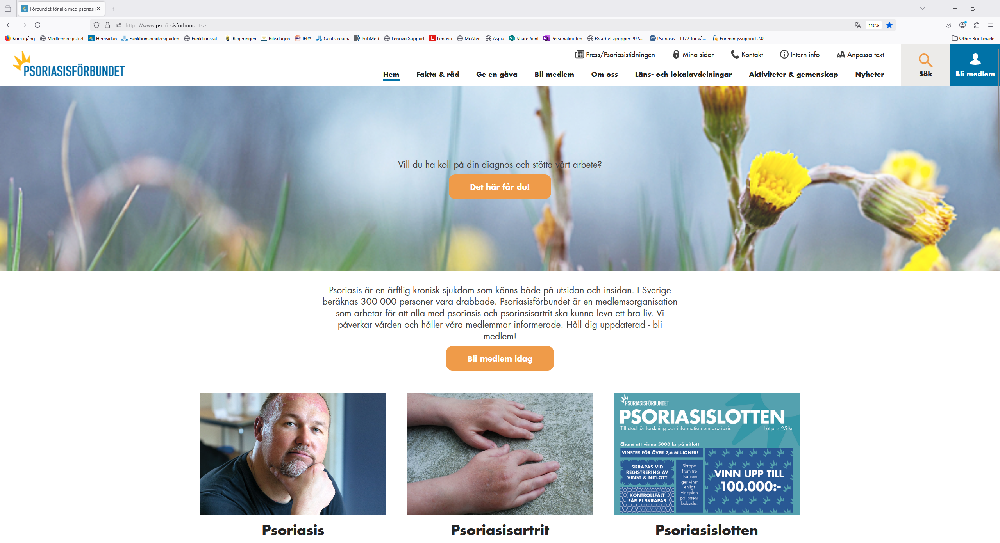 Förbundet för alla med psorias
https://www.psoriasisforbundet.se
110%
Kom igång
Medlemsregistret
Hemsidan
Funktionshindersguiden
Funktionsrätt
Regeringen
Riksdagen
IFPA
Centr. reum.
PubMed
Lenovo Support
Lenovo
McAfee
Aspia
SharePoint
Personalmöten
FS arbetsgrupper 202...
Psoriasis - 1177 för vå...
Föreningssupport 2.0
Other Bookmarks
PSORIASISFÖRBUNDET
Press/Psoriasistidningen
Mina sidor
Kontakt
Intern info
AA Anpassa text
Hem
Fakta & råd
Ge en gåva
Bli medlem
Om oss
Läns- och lokalavdelningar
Aktiviteter & gemenskap
Nyheter
Sök
Bli medlem
Vill du ha koll på din diagnos och stötta vårt arbete?
Det här får du!
Psoriasis är en ärftlig kronisk sjukdom som känns både på utsidan och insidan. I Sverige
beräknas 300 000 personer vara drabbade. Psoriasisförbundet är en medlemsorganisation
som arbetar för att alla med psoriasis och psoriasisartrit ska kunna leva ett bra liv. Vi
påverkar vården och håller våra medlemmar informerade. Håll dig uppdaterad - bli
medlem!
Bli medlem idag
PSORIASISFÖRBUNDET
PSORIASISLOTTEN
Till stöd för forskning och information om psoriasis
Lottpris 25 kr
Chans att vinna 5000 kr på nitlott
VINSTER FÖR ÖVER 2,6 MILJONER!
SKRAPAS VID
REGISTRERING AV
VINST & NITLOTT
KONTROLLFÄLT
FÅR EJ SKRAPAS
Skrapa
fram tre
lika som
ger vinst
enligt
vinstplan
på lottens
baksida.
VINN UPP TILL
100.000:-
Psoriasis
Psoriasisartrit
Psoriasislotten